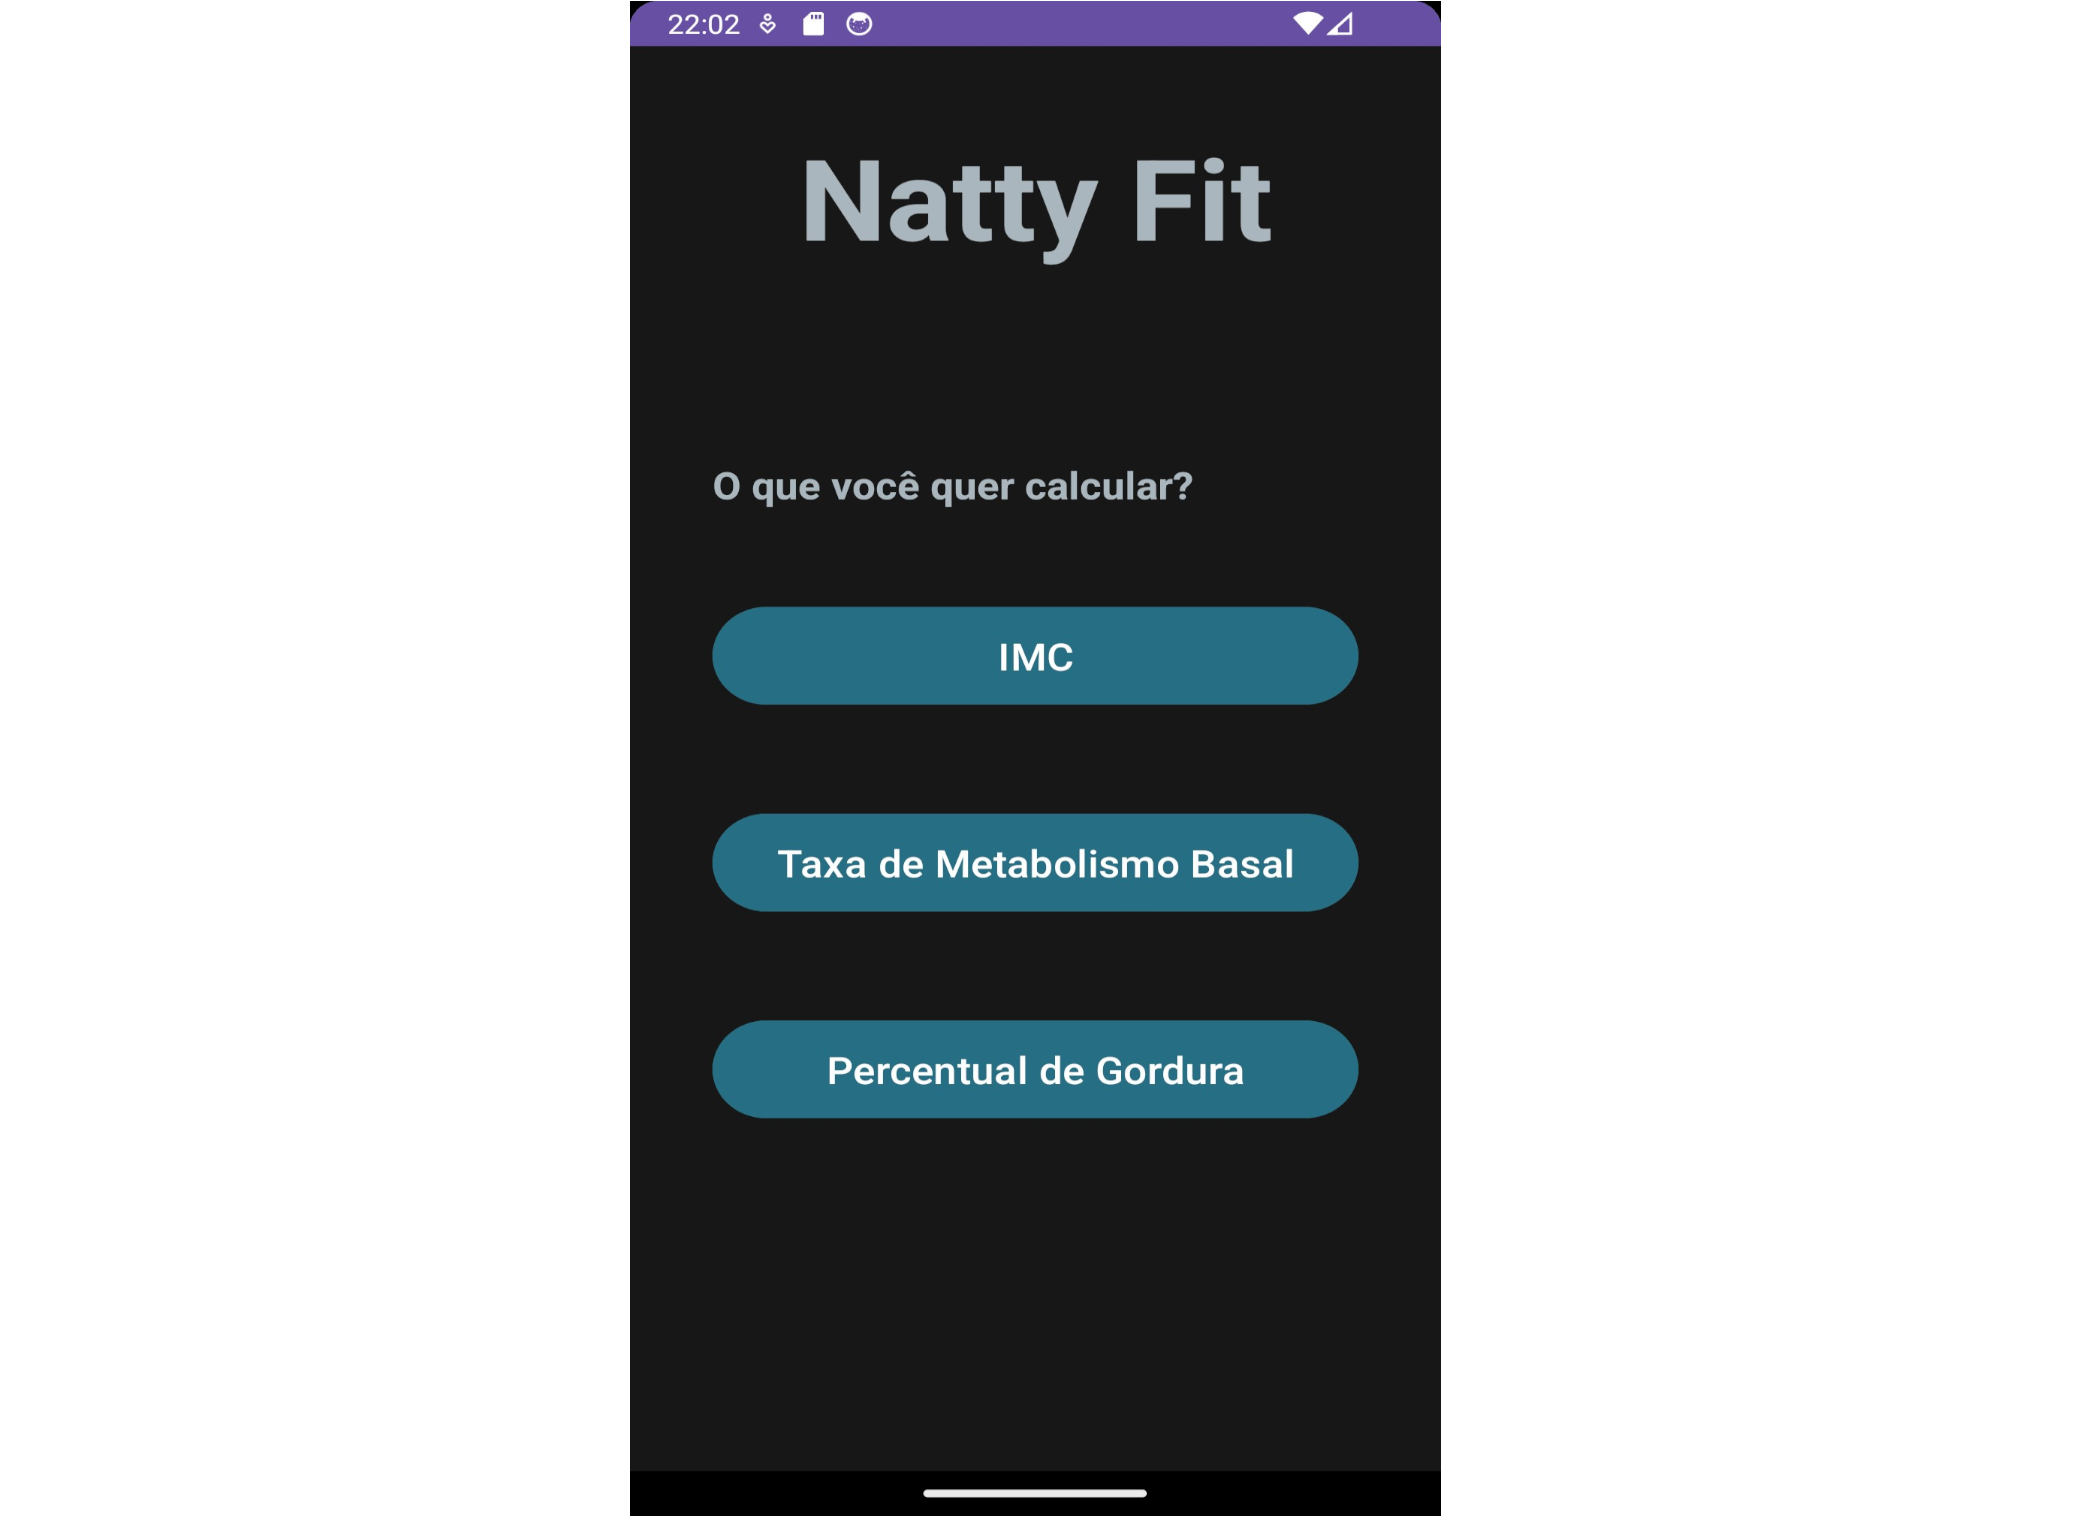 22:02
Natty Fit
O que você quer calcular?
IMC
Taxa de Metabolismo Basal
Percentual de Gordura